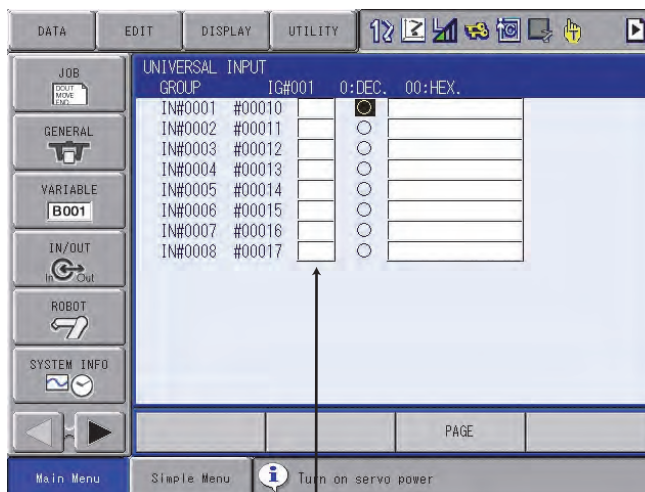 DATA EDIT DISPLAY UTILITY
JOB
DOUT
MOVE
END
GENERAL
VARIABLE
B001
IN/OUT
In Out
ROBOT
SYSTEM INFO
UNIVERSAL INPUT
GROUP IG#001 0:DEC. 00:HEX.
IN#0001 #00010
IN#0002 #00011
IN#0003 #00012
IN#0004 #00013
IN#0005 #00014
IN#0006 #00015
IN#0007 #00016
IN#0008 #00017
PAGE
Main Menu Simple Menu Turn on servo power